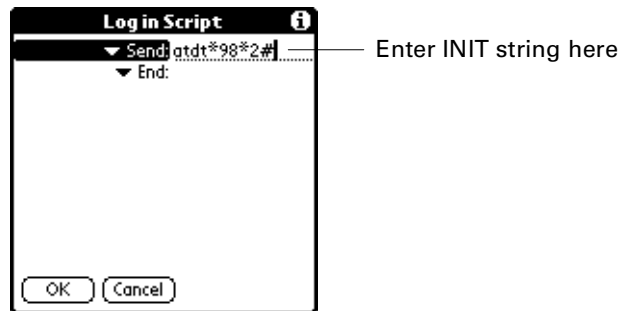 Log in Script i
Send: atdt*98*2# Enter INIT string here
End:
OK Cancel